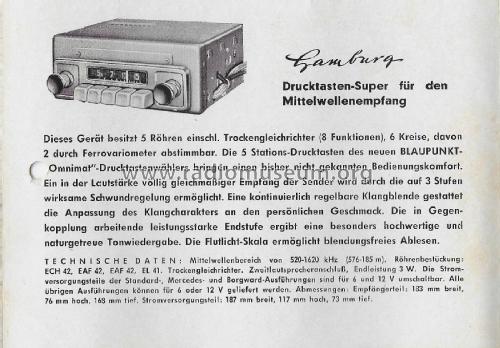 Hamburg
Drucktasten-Super für den
Mittelwellenempfang
Dieses Gerät besitzt 5 Röhren einschl. Trockengleichrichter (8 Funktionen), 6 Kreise, davon
2 durch Ferrovariometer abstimmbar. Die 5 Stations-Drucktasten des neuen BLAUPUNKT-
„Omnimat"-Drucktastenwählers bringen einen bisher nicht gekannten Bedienungskomfort.
Ein in der Lautstärke völlig gleichmäßiger Empfang der Sender wird durch die auf 3 Stufen
wirksame Schwundregelung ermöglicht. Eine kontinuierlich regelbare Klangblende gestattet
die Anpassung des Klangcharakters an den persönlichen Geschmack. Die in Gegen-
kopplung arbeitende leistungsstarke Endstufe ergibt eine besonders hochwertige und
naturgetreue Tonwiedergabe. Die Flutlicht-Skala ermöglicht blendungsfreies Ablesen.
TECHNISCHE DATEN: Mittelwellenbereich von 520-1620 kHz (576-185 m). Röhrenbestückung:
ECH 42, EAF 42, EAF 42, EL 41. Trockengleichrichter. Zweitlautsprecheranschluß, Endleistung 3 W. Die Strom-
versorgungsteile der Standard-, Mercedes- und Borgward-Ausführungen sind für 6 und 12 V umschaltbar. Alle
übrigen Ausführungen können für 6 oder 12 V geliefert werden. Abmessungen: Empfängerteil: 183 mm breit,
76 mm hoch, 168 mm tief. Stromversorgungsteil: 187 mm breit, 117 mm hoch, 73 mm tief.
www.radiomuseum.org